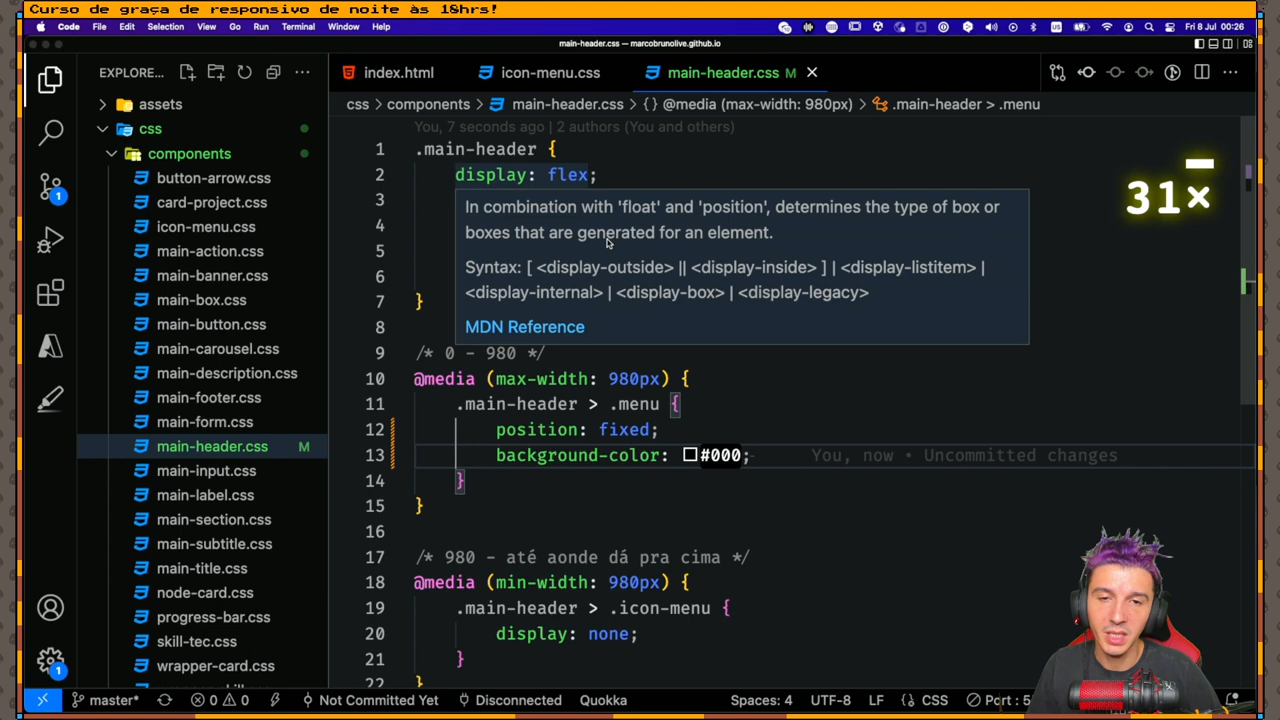 Curso de graça de responsivo de noite às 18hrs!
Code File Edit Selection View Go Run Terminal Window Help Fri 8 Jul 00:26
main-header.css — marcobrunolive.github.io
EXPLORE... index.html icon-menu.css main-header.css M
assets
css
components
button-arrow.css
card-project.css
icon-menu.css
main-action.css
main-banner.css
main-box.css
main-button.css
main-carousel.css
main-description.css
main-footer.css
main-form.css
main-header.css M
main-input.css
main-label.css
main-section.css
main-subtitle.css
main-title.css
node-card.css
progress-bar.css
skill-tec.css
wrapper-card.css
css > components > main-header.css > {} @media (max-width: 980px) > .main-header > .menu
You, 7 seconds ago | 2 authors (You and others)
1 .main-header {
2 display: flex;
3
4
5
6
7 }
8
In combination with 'float' and 'position', determines the type of box or
boxes that are generated for an element.
Syntax: [ <display-outside> || <display-inside> ] | <display-listitem> |
<display-internal> | <display-box> | <display-legacy>
MDN Reference
9 /* 0 - 980 */
10 @media (max-width: 980px) {
11 .main-header > .menu {
12 position: fixed;
13 background-color: #000; You, now • Uncommitted changes
14 }
15 }
16
17 /* 980 - até aonde dá pra cima */
18 @media (min-width: 980px) {
19 .main-header > .icon-menu {
20 display: none;
21 }
31×
1
1
master* 0 0 Not Committed Yet Disconnected Quokka Spaces: 4 UTF-8 LF {} CSS Port : 5